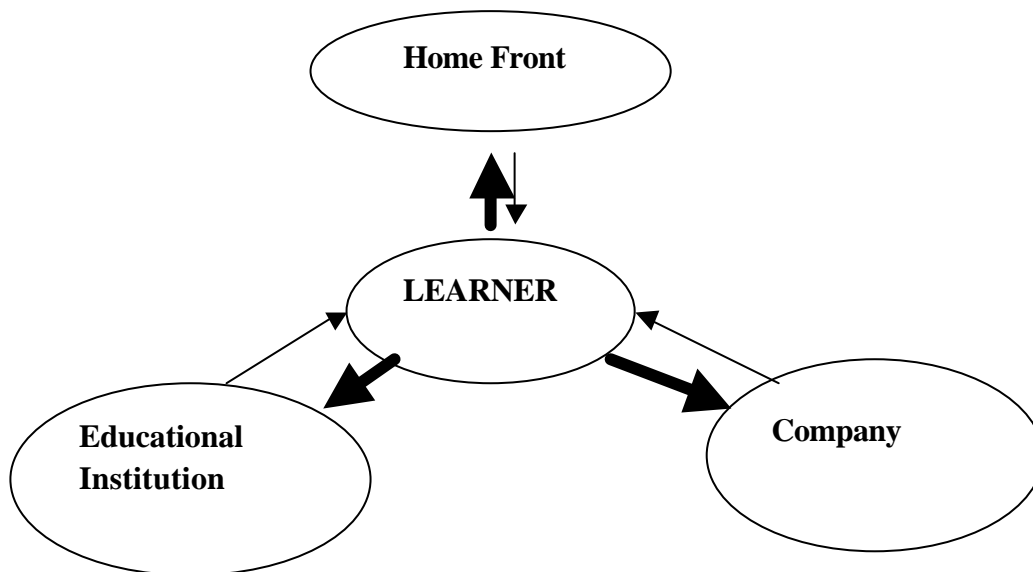 Home Front
LEARNER
Educational
Institution
Company